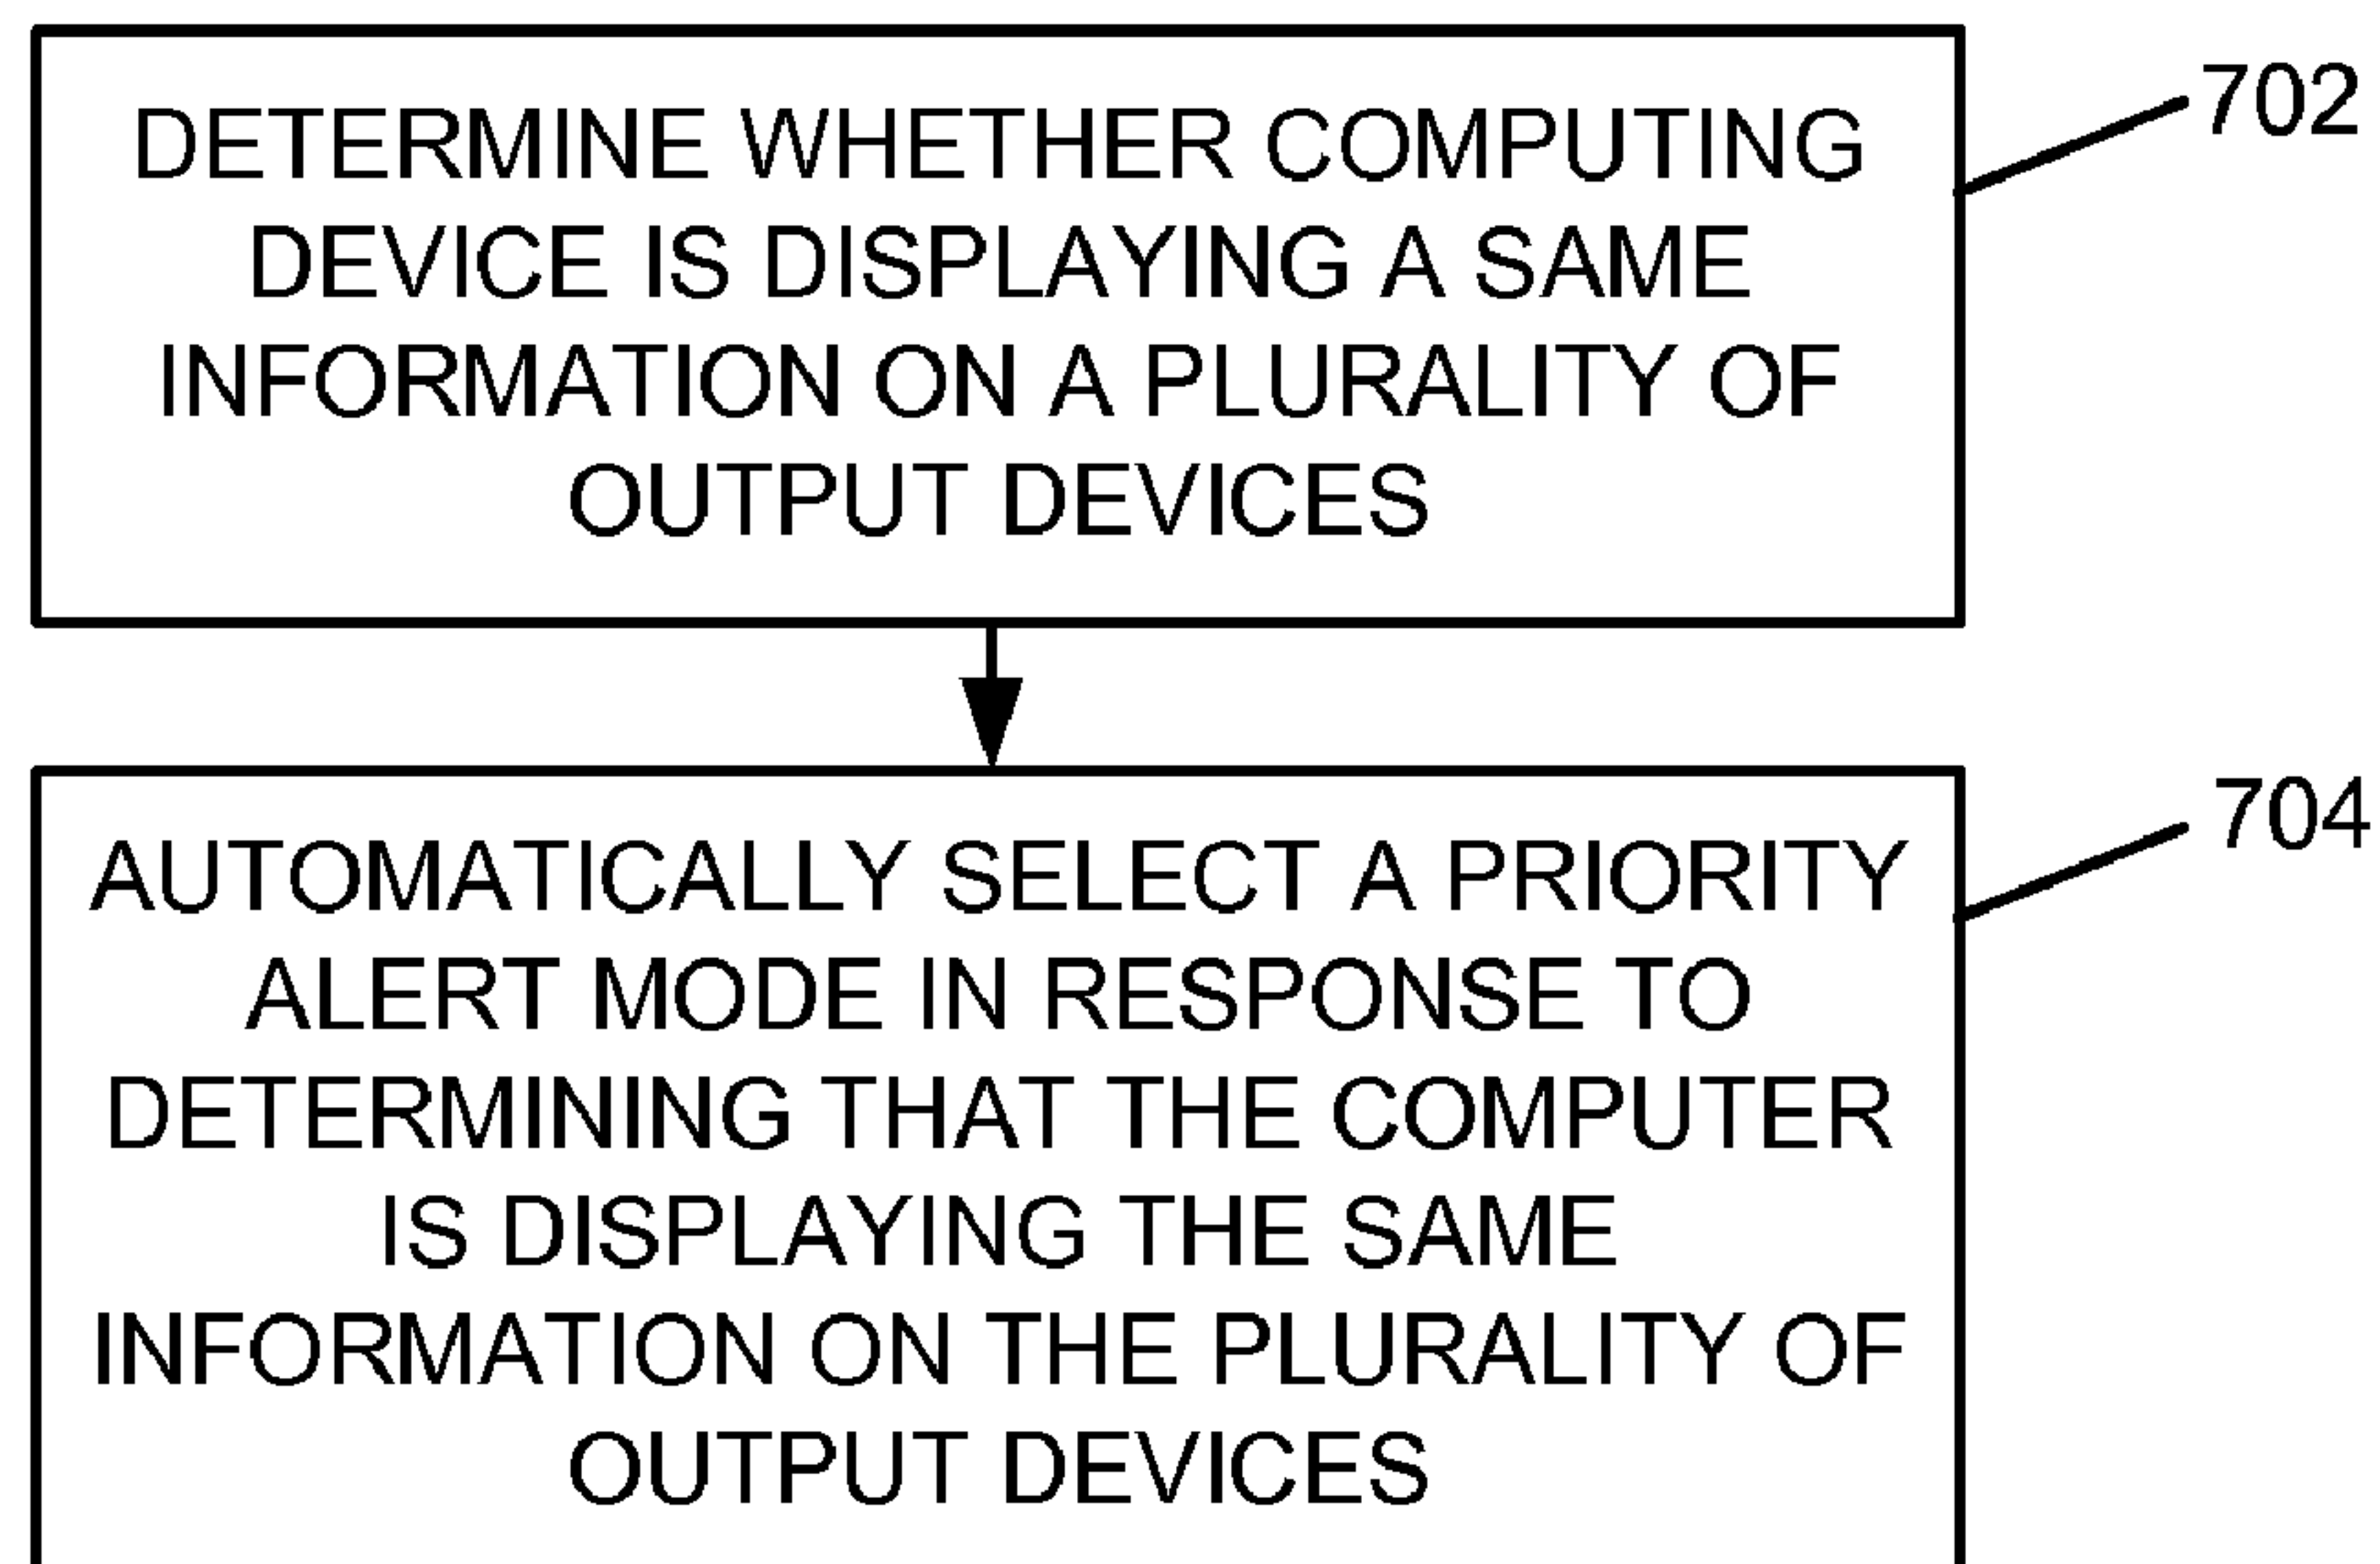 DETERMINE WHETHER COMPUTING
DEVICE IS DISPLAYING A SAME
INFORMATION ON A PLURALITY OF
OUTPUT DEVICES
702
AUTOMATICALLY SELECT A PRIORITY
ALERT MODE IN RESPONSE TO
DETERMINING THAT THE COMPUTER
IS DISPLAYING THE SAME
INFORMATION ON THE PLURALITY OF
OUTPUT DEVICES
704